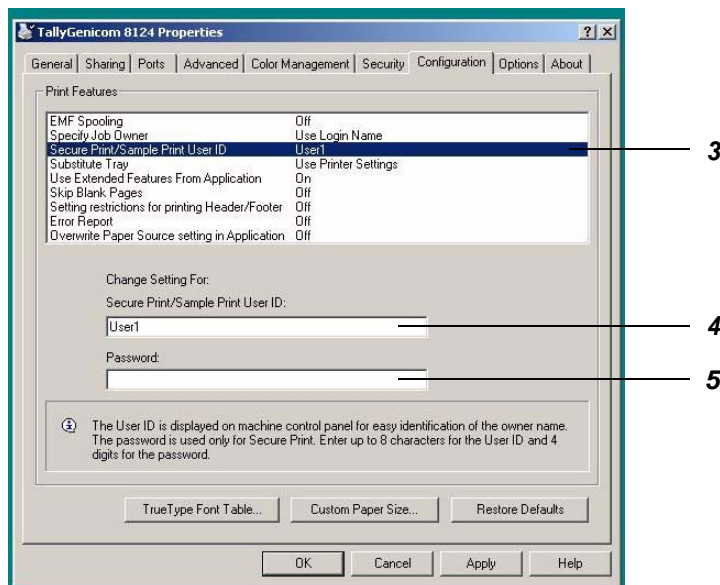 TallyGenicom 8124 Properties
General Sharing Ports Advanced Color Management Security Configuration Options About
Print Features
EMF Spooling Off
Specify Job Owner Use Login Name
Secure Print/Sample Print User ID User1
3
Substitute Tray Use Printer Settings
Use Extended Features From Application On
Skip Blank Pages Off
Setting restrictions for printing Header/Footer Off
Error Report Off
Overwrite Paper Source setting in Application Off
Change Setting For:
Secure Print/Sample Print User ID:
User1
4
Password:
5
The User ID is displayed on machine control panel for easy identification of the owner name.
The password is used only for Secure Print. Enter up to 8 characters for the User ID and 4
digits for the password.
TrueType Font Table... Custom Paper Size... Restore Defaults
OK Cancel Apply Help